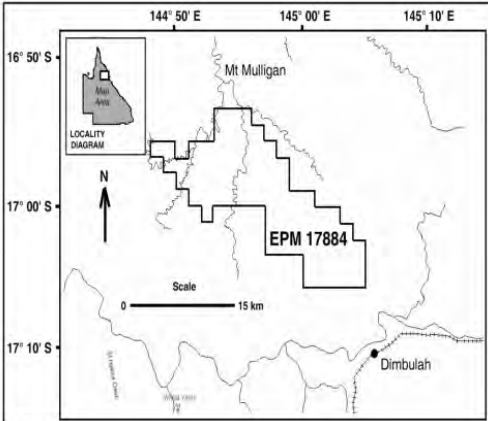 144° 50' E
145° 00' E
145° 10' E
16° 50' S
Mt Mulligan
Map
Area
LOCALITY
DIAGRAM
N
17° 00' S
EPM 17884
Scale
0
15 km
17° 10' S
Dimbulah